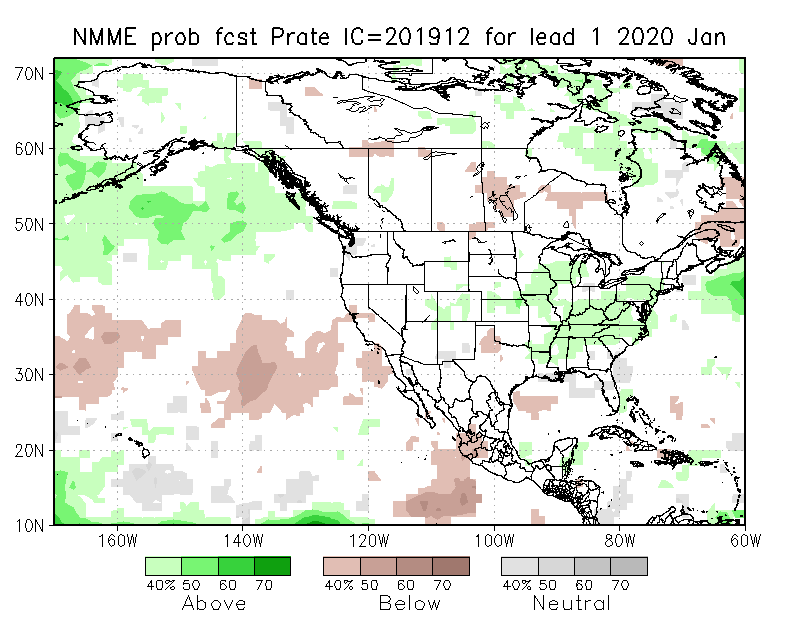 NMME prob fcst Prate IC=201912 for lead 1 2020 Jan
70N
60N
50N
40N
30N
20N
10N
160W 140W 120W 100W 80W 60W
40% 50 60 70 40% 50 60 70 40% 50 60 70
Above Below Neutral